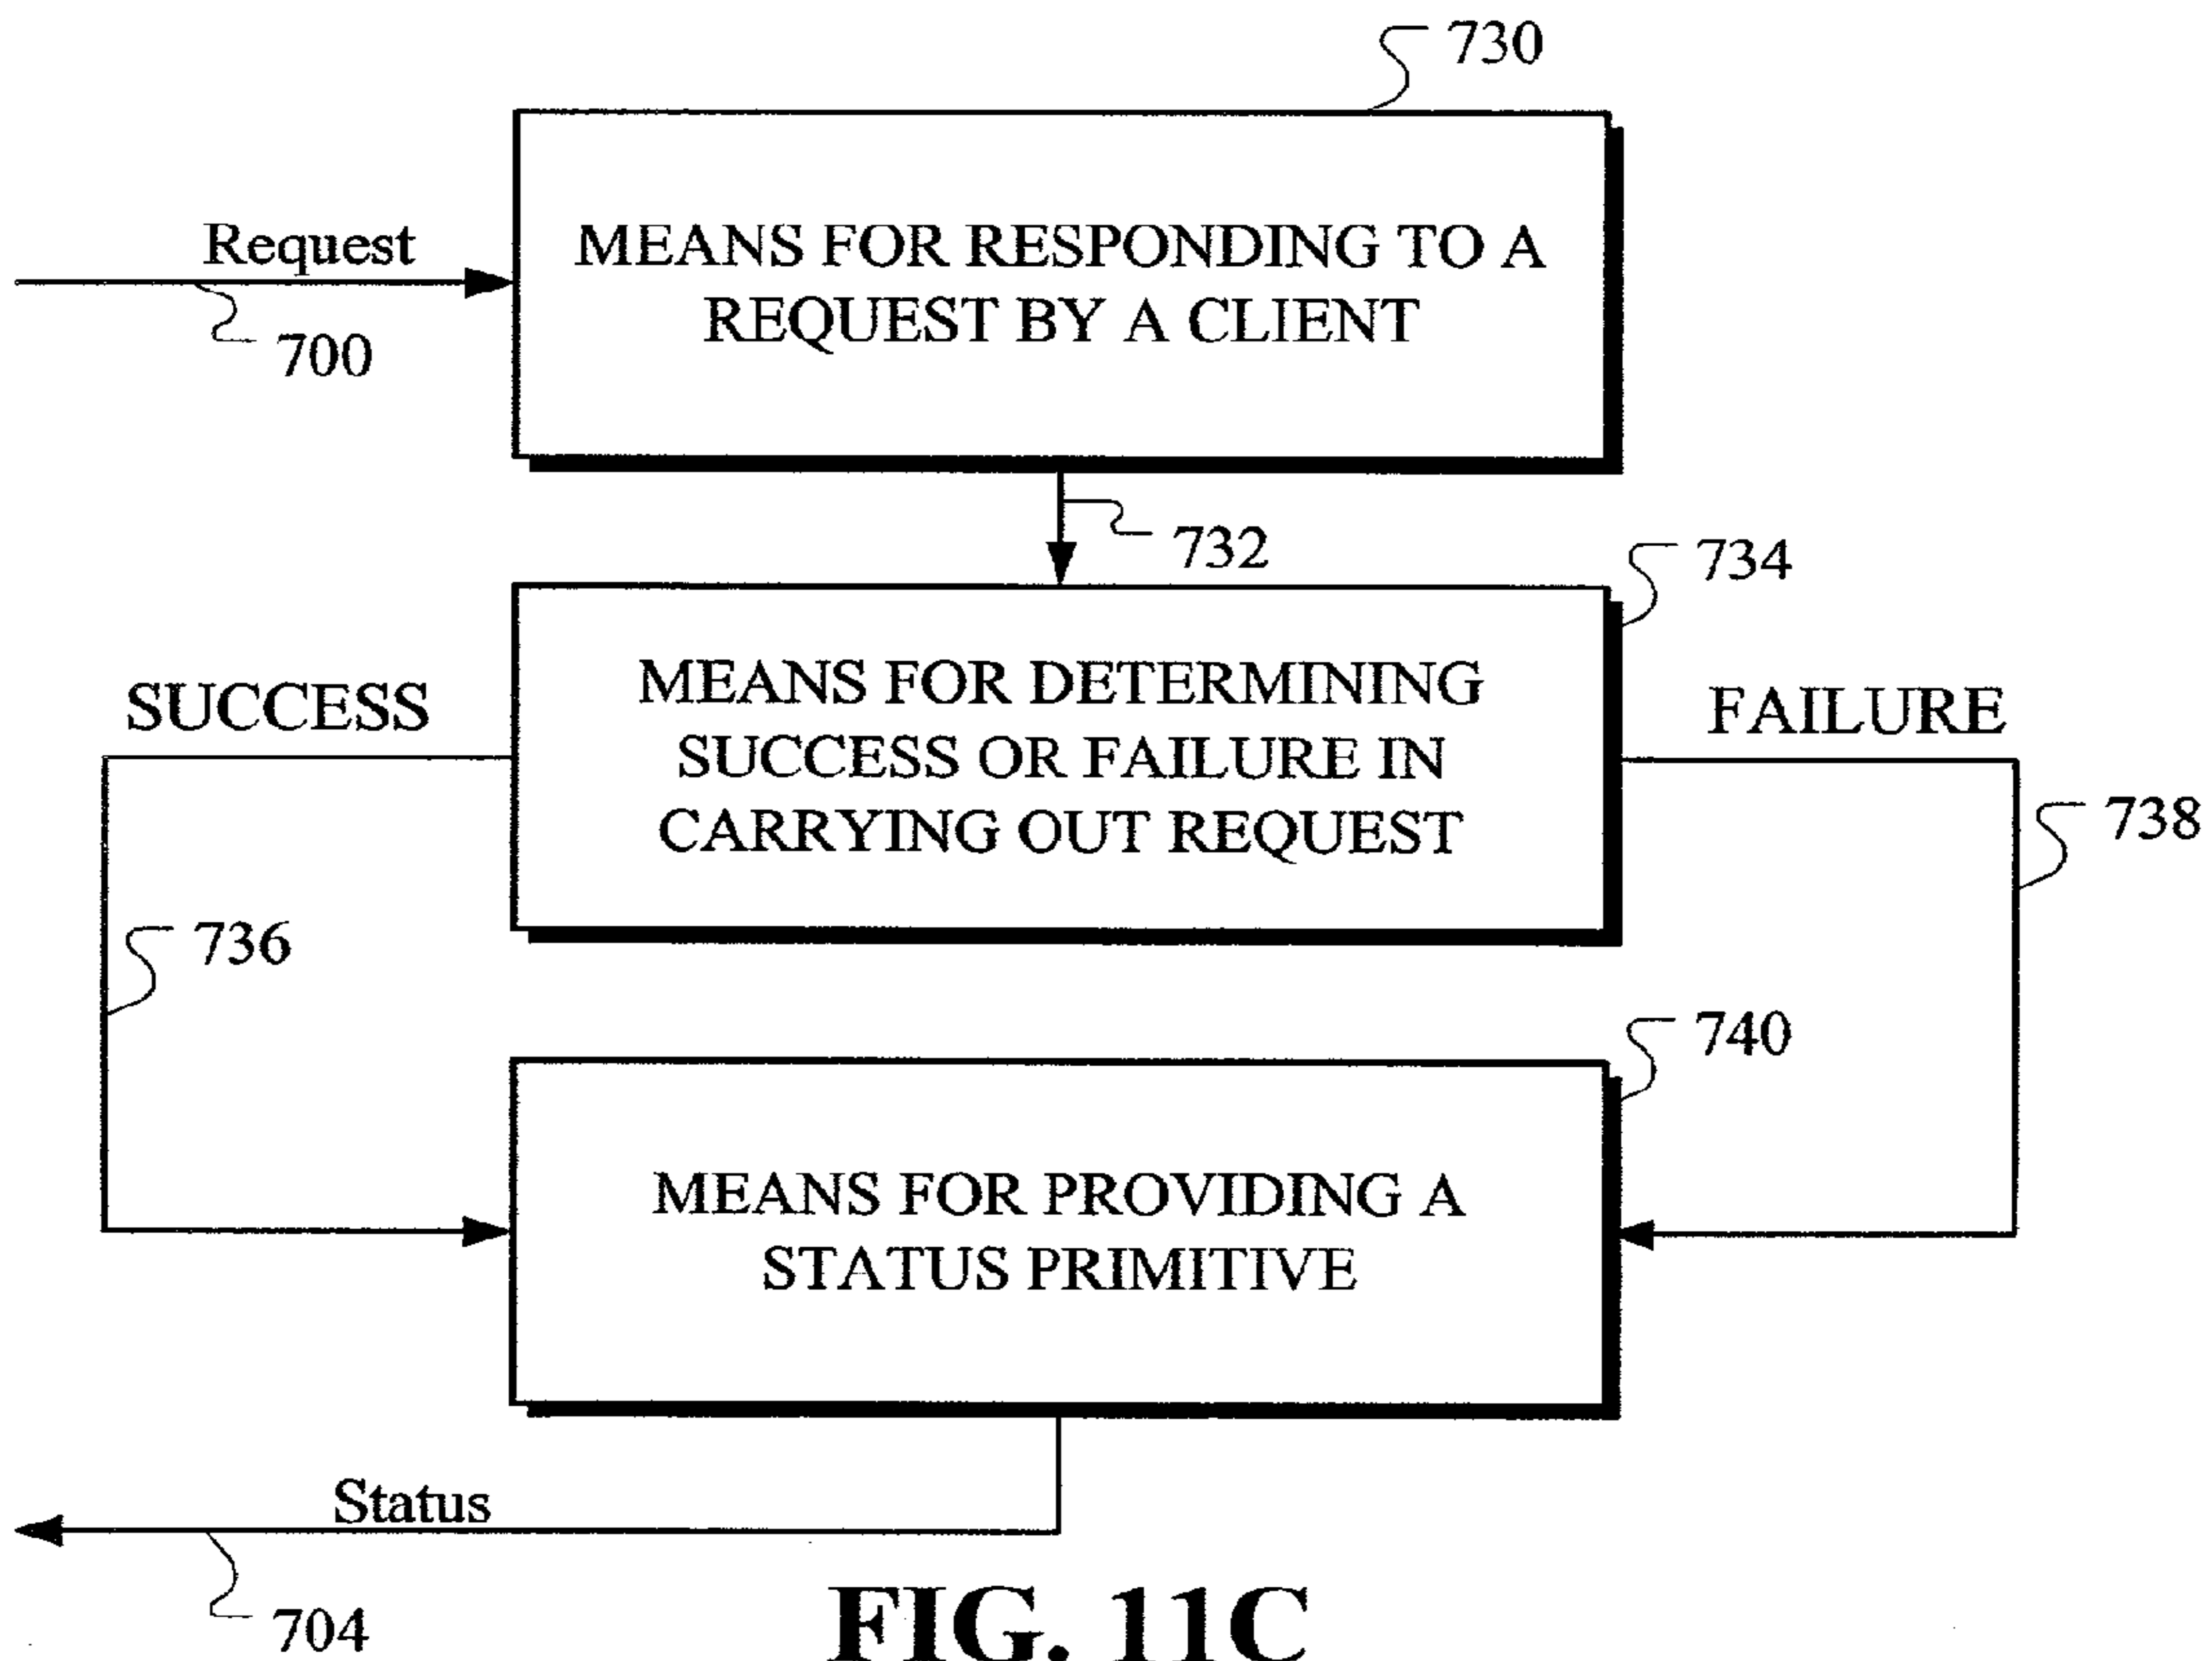 730
Request
700
MEANS FOR RESPONDING TO A
REQUEST BY A CLIENT
732
734
SUCCESS
MEANS FOR DETERMINING
SUCCESS OR FAILURE IN
CARRYING OUT REQUEST
FAILURE
738
736
740
MEANS FOR PROVIDING A
STATUS PRIMITIVE
Status
704
FIG. 11C